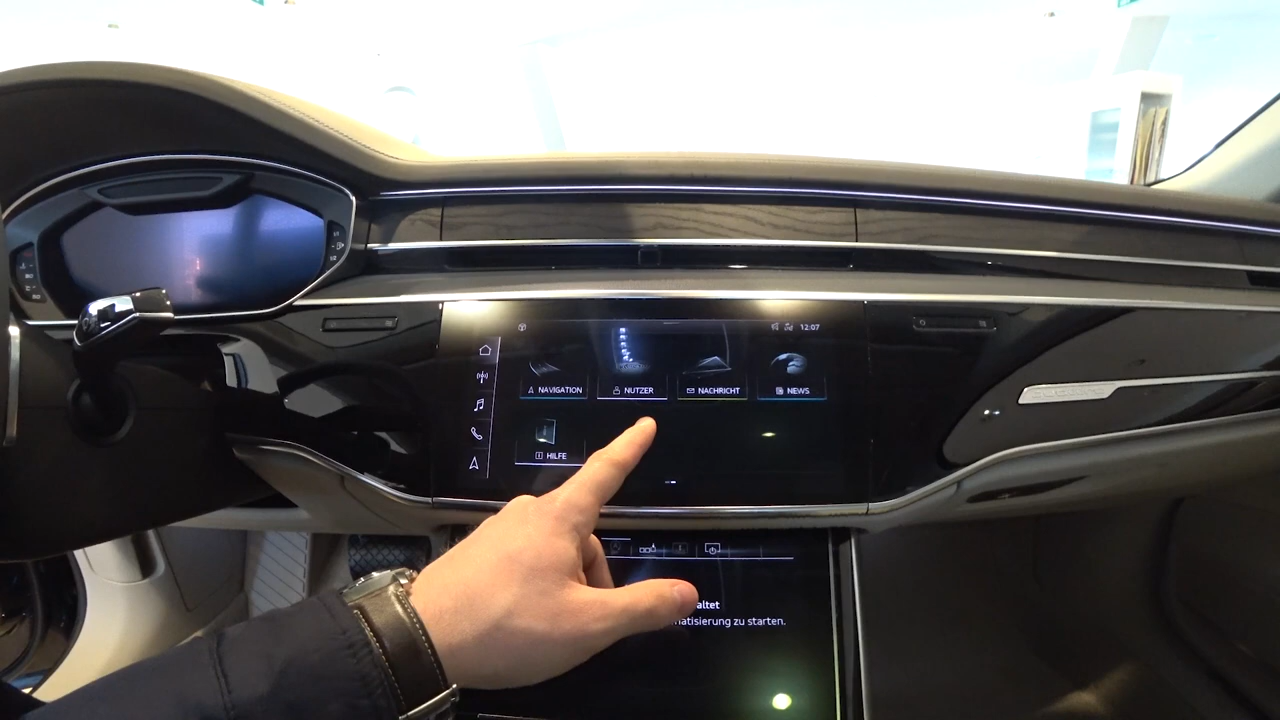 12:07
NAVIGATION
NUTZER
NACHRICHT
NEWS
HILFE
altet
matisierung zu starten.